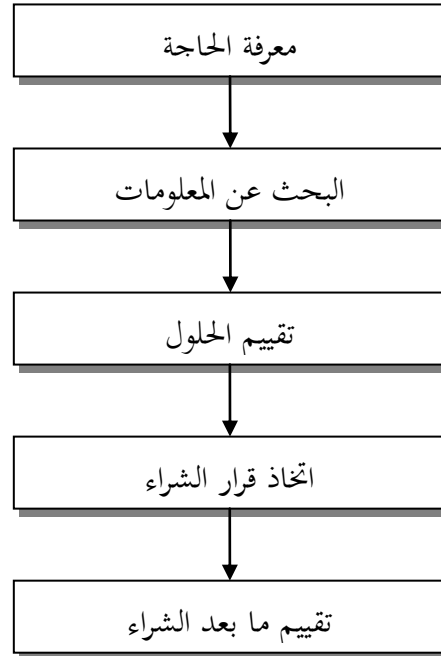 معرفة الحاجة
البحث عن المعلومات
تقييم الحلول
اتخاذ قرار الشراء
تقييم ما بعد الشراء